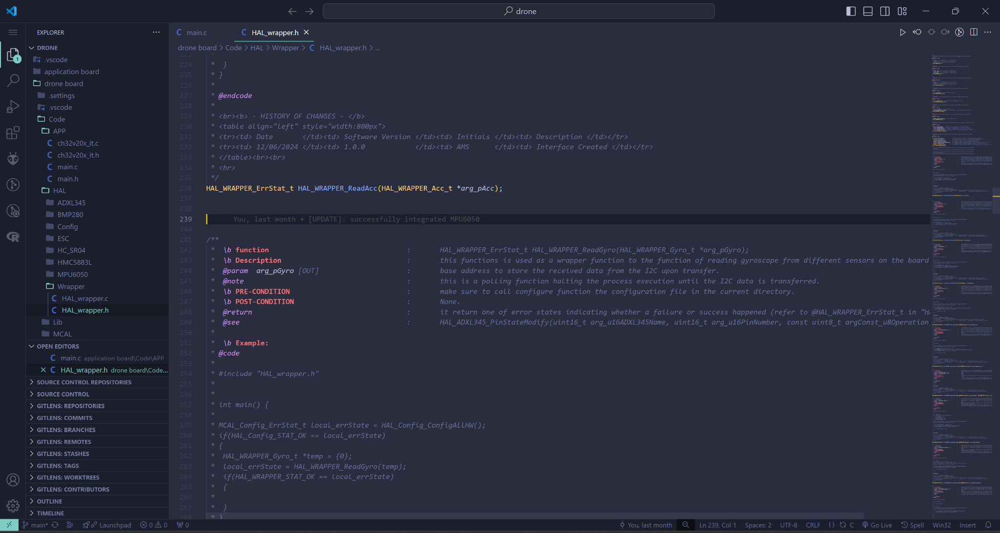 drone
EXPLORER
DRONE
.vscode
application board
drone board
.settings
.vscode
Code
APP
ch32v20x_it.c
ch32v20x_it.h
main.c
main.h
HAL
ADXL345
BMP280
Config
ESC
HC_SR04
HMC5883L
MPU6050
Wrapper
HAL_wrapper.c
HAL_wrapper.h
Lib
MCAL
OPEN EDITORS
main.c application board\Code\APP
HAL_wrapper.h drone board\Code...
SOURCE CONTROL REPOSITORIES
SOURCE CONTROL
GITLENS: REPOSITORIES
GITLENS: COMMITS
GITLENS: BRANCHES
GITLENS: REMOTES
GITLENS: STASHES
GITLENS: TAGS
GITLENS: WORKTREES
GITLENS: CONTRIBUTORS
OUTLINE
TIMELINE
main.c
HAL_wrapper.h
drone board > Code > HAL > Wrapper > C HAL_wrapper.h > ...
223 *
224 * }
225 * }
226 *
227 * @endcode
228 *
229 * <br><b> - HISTORY OF CHANGES - </b>
230 * <table align="left" style="width:800px">
231 * <tr><td> Date </td><td> Software Version </td><td> Initials </td><td> Description </td></tr>
232 * <tr><td> 12/06/2024 </td><td> 1.0.0 </td><td> AMS </td><td> Interface Created </td></tr>
233 * </table><br><br>
234 * <hr>
235 */
236 HAL_WRAPPER_ErrStat_t HAL_WRAPPER_ReadAcc(HAL_WRAPPER_Acc_t *arg_pAcc);
237
238
239 You, last month • [UPDATE]: successfully integrated MPU6050
240
241 /**
242 * \b function : HAL_WRAPPER_ErrStat_t HAL_WRAPPER_ReadGyro(HAL_WRAPPER_Gyro_t *arg_pGyro);
243 * \b Description : this functions is used as a wrapper function to the function of reading gyroscope from different sensors on the board
244 * @param arg_pGyro [OUT] : base address to store the received data from the I2C upon transfer.
245 * @note : this is a polling function halting the process execution until the I2C data is transferred.
246 * \b PRE-CONDITION : make sure to call configure function the configuration file in the current directory.
247 * \b POST-CONDITION : None.
248 * @return : it return one of error states indicating whether a failure or success happened (refer to @HAL_WRAPPER_ErrStat_t in "HA
249 * @see : HAL_ADXL345_PinStateModify(uint16_t arg_u16ADXL345Name, uint16_t arg_u16PinNumber, const uint8_t argConst_u8Operation,
250 *
251 * \b Example:
252 * @code
253 *
254 * #include "HAL_wrapper.h"
255 *
256 *
257 * int main() {
258 *
259 * MCAL_Config_ErrStat_t local_errState = HAL_Config_ConfigAllHW();
260 * if(HAL_Config_STAT_OK == local_errState)
261 * {
262 * HAL_WRAPPER_Gyro_t *temp = {0};
263 * local_errState = HAL_WRAPPER_ReadGyro(temp);
264 * if(HAL_WRAPPER_STAT_OK == local_errState)
265 * {
266 *
267 * }
268 * }
main* Launchpad 0 0 0 You, last month Ln 239, Col 1 Spaces: 2 UTF-8 CRLF {} C Go Live Spell Win32 Insert